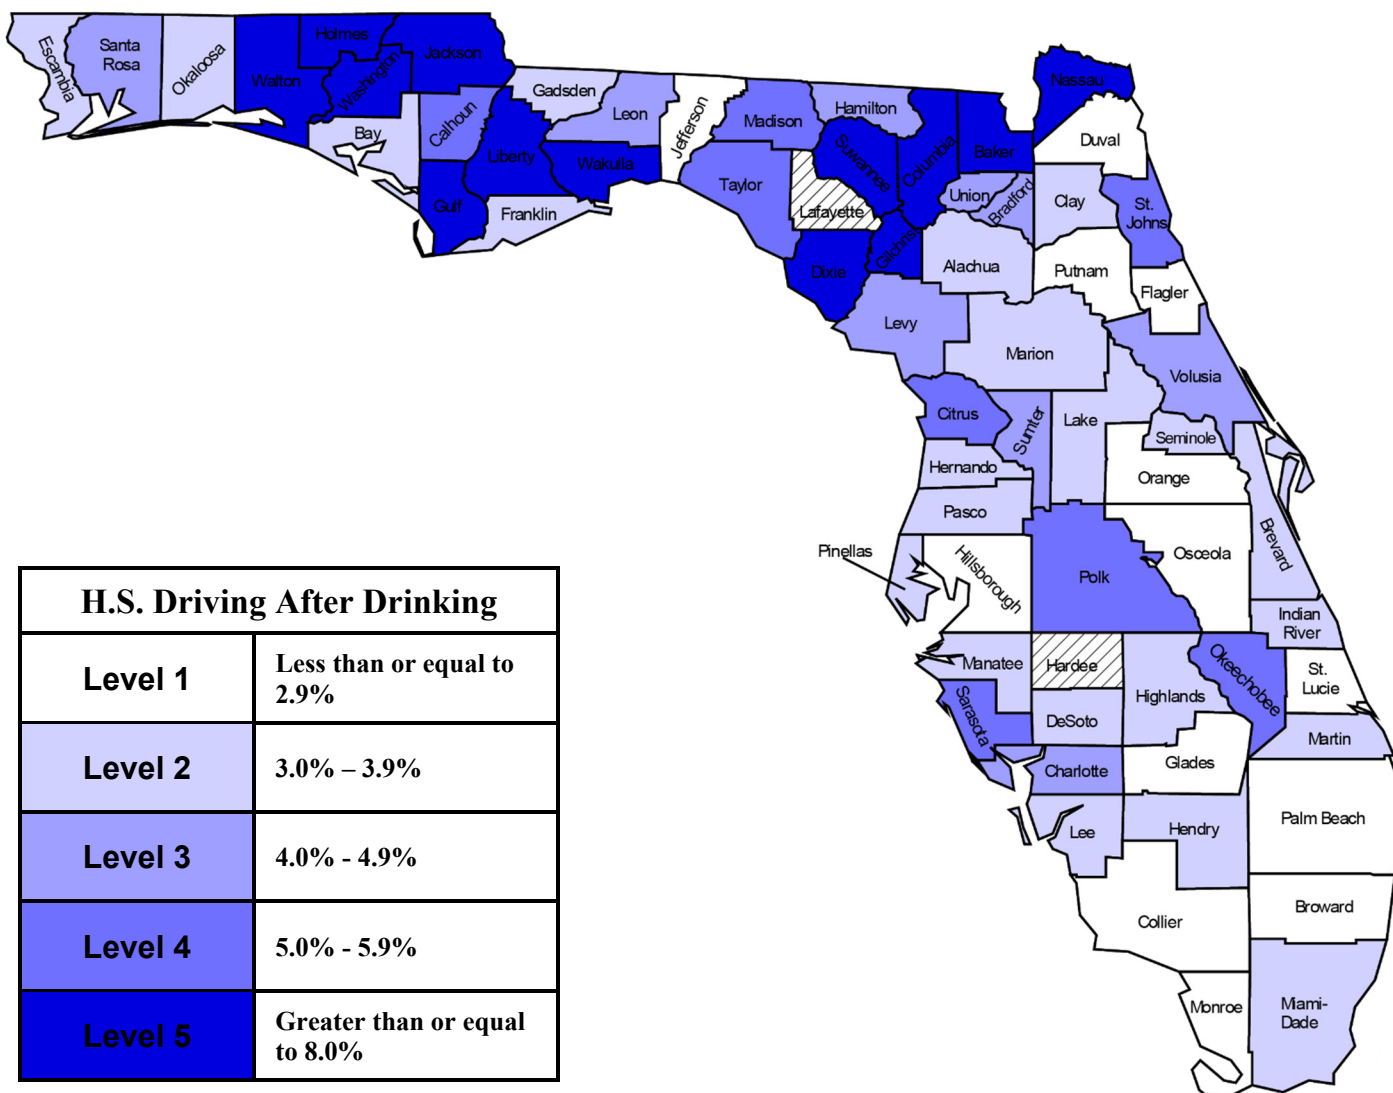 Escambia
Santa
Rosa
Okaloosa
Walton
Holmes
Washington
Jackson
Bay
Calhoun
Gulf
Liberty
Gadsden
Franklin
Leon
Wakulla
Jefferson
Madison
Taylor
Hamilton
Suwannee
Lafayette
Dixie
Columbia
Gilchrist
Baker
Union
Bradford
Nassau
Duval
Clay
St.
Johns
Alachua
Putnam
Flagler
Levy
Marion
Volusia
Citrus
Sumter
Lake
Seminole
Hernando
Orange
Pasco
Pinellas
Hillsborough
Polk
Osceola
Brevard
Indian
River
Manatee
Hardee
Highlands
Okeechobee
St.
Lucie
Sarasota
DeSoto
Martin
Charlotte
Glades
Lee
Hendry
Palm Beach
Collier
Broward
Monroe
Miami-
Dade
H.S. Driving After Drinking
Level 1
Less than or equal to
2.9%
Level 2
3.0% – 3.9%
Level 3
4.0% - 4.9%
Level 4
5.0% - 5.9%
Level 5
Greater than or equal
to 8.0%